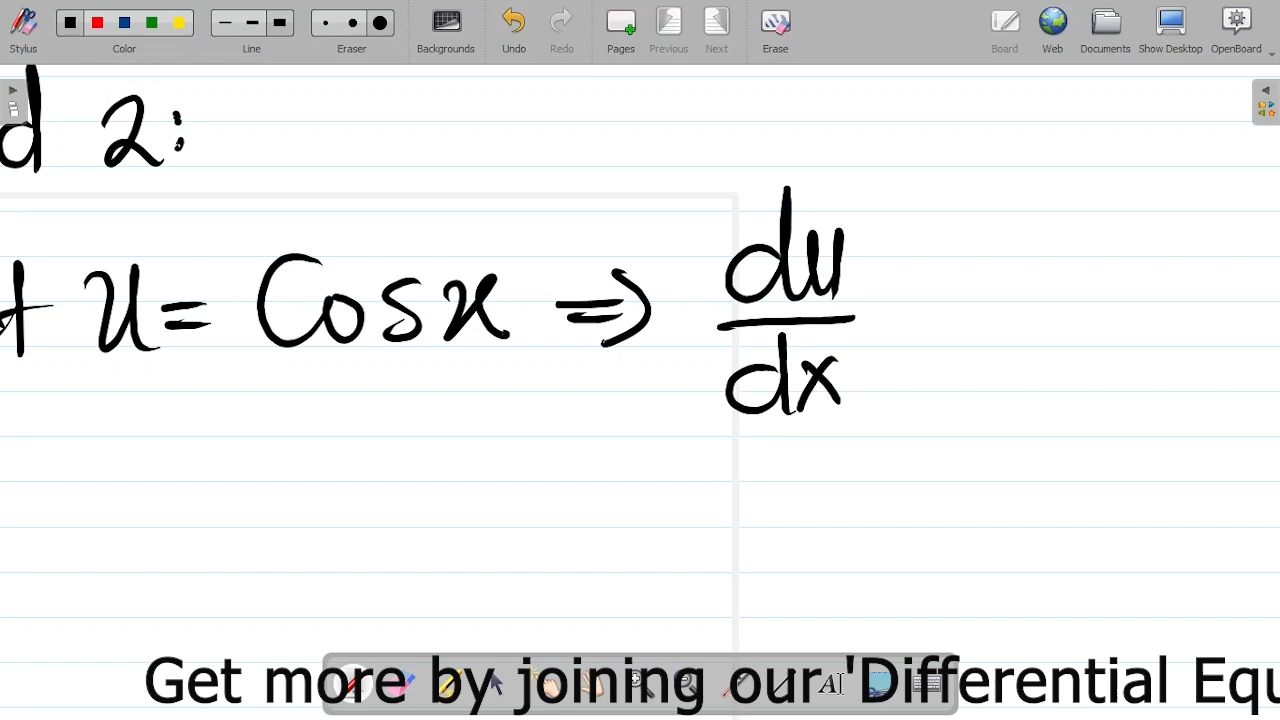 Stylus Color Line Eraser Backgrounds Undo Redo Pages Previous Next Erase Board Web Documents Show Desktop OpenBoard
d 2:
+ u = Cos x ⇒ du/dx
Get more by joining our 'Differential Equ